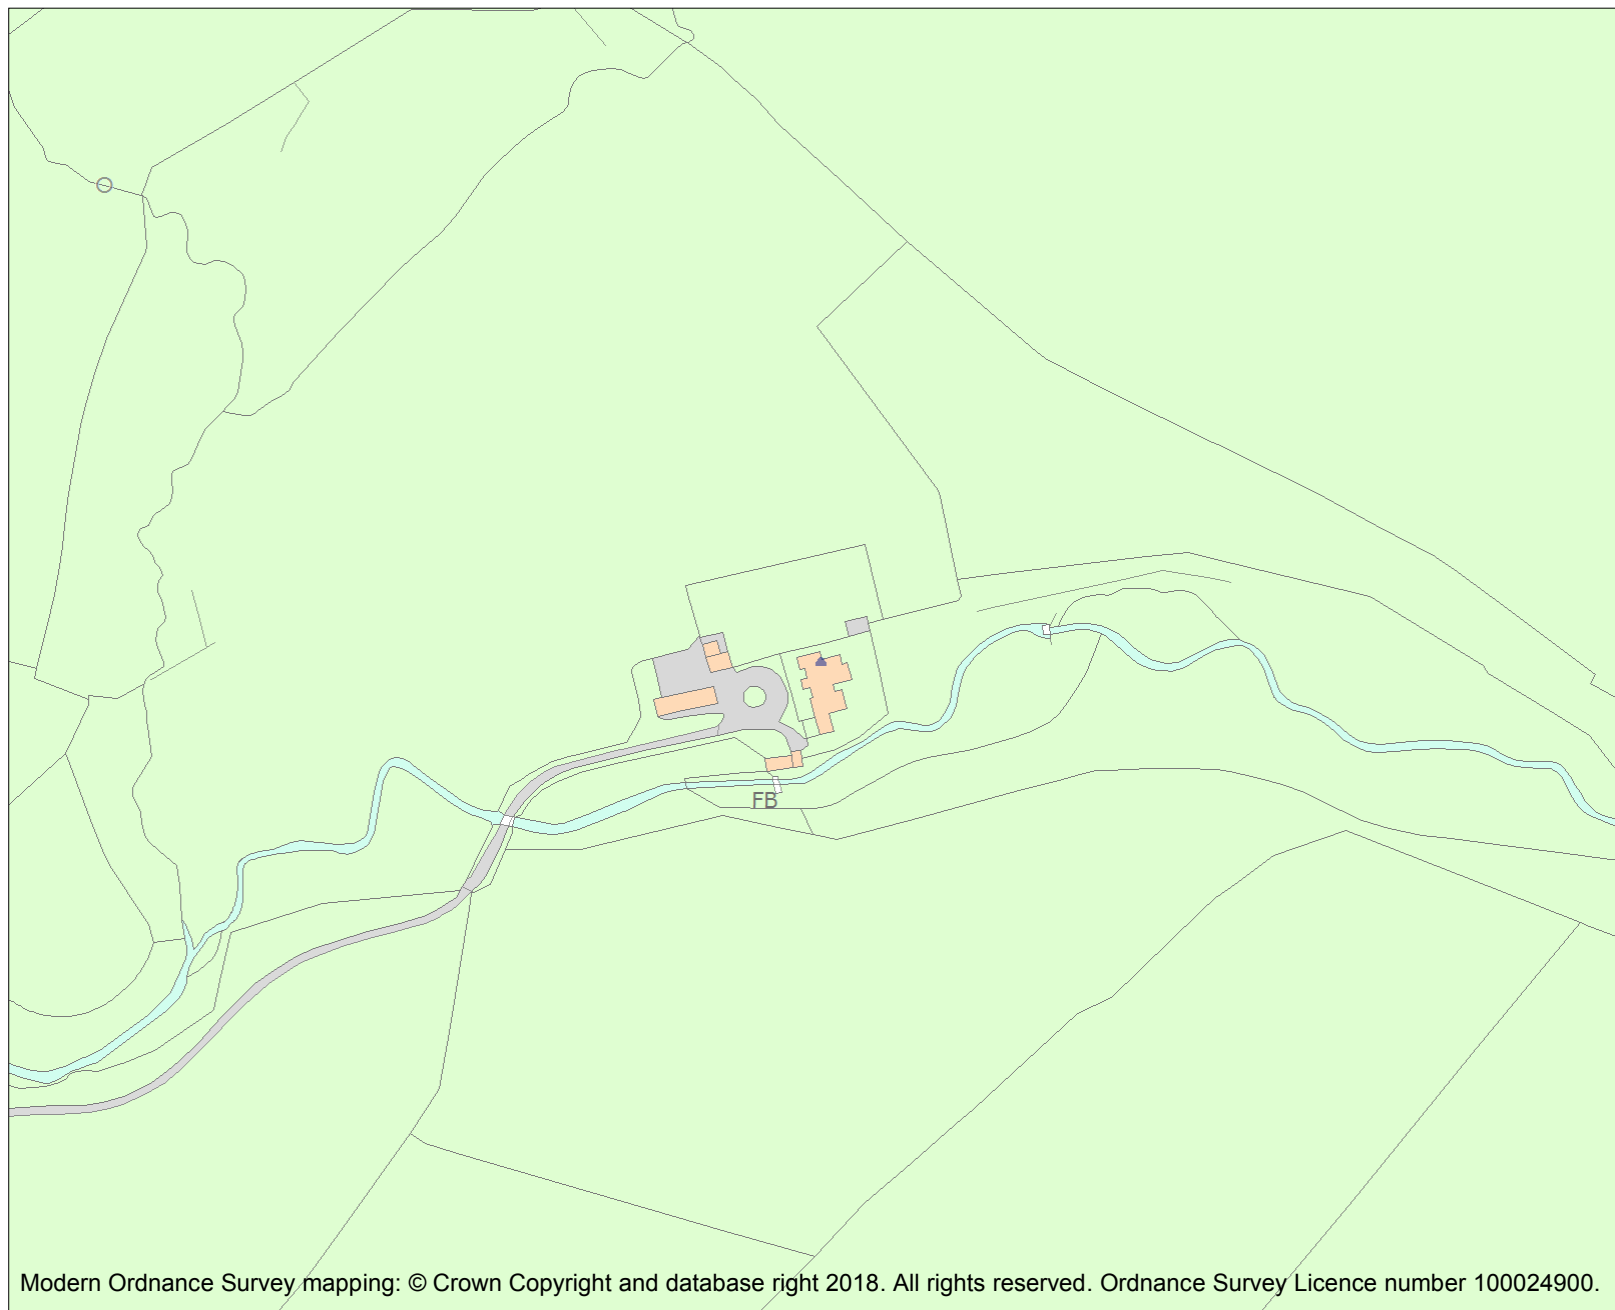 FB
Modern Ordnance Survey mapping: © Crown Copyright and database right 2018. All rights reserved. Ordnance Survey Licence number 100024900.